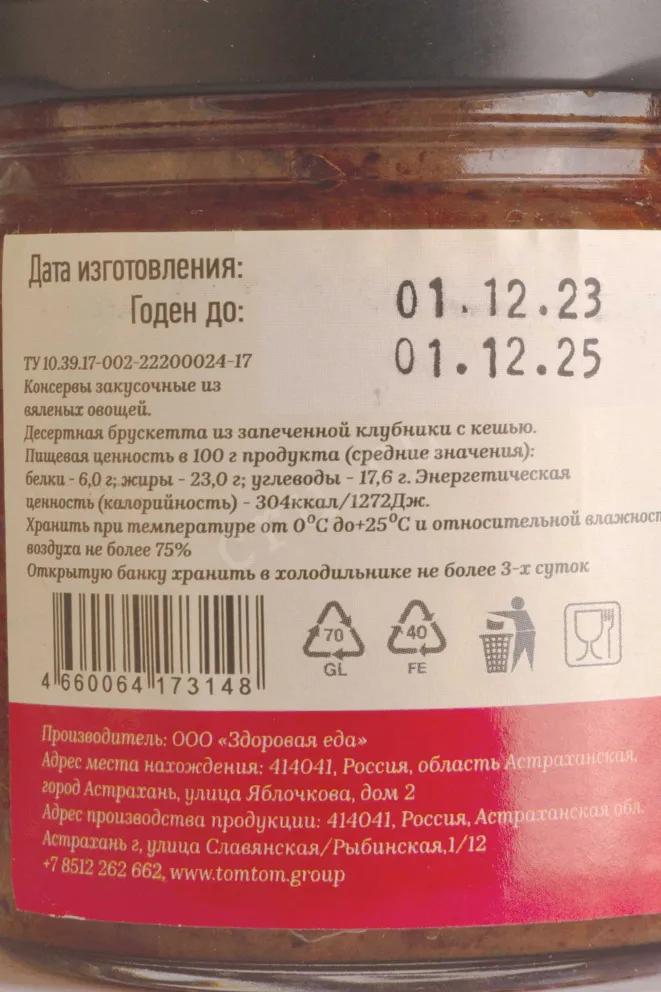 Дата изготовления: 01.12.23
Годен до: 01.12.25
ТУ 10.39.17-002-22200024-17
Консервы закусочные из
вяленых овощей.
Десертная брускетта из запеченной клубники с кешью.
Пищевая ценность в 100 г продукта (средние значения):
белки - 6,0 г; жиры - 23,0 г; углеводы - 17,6 г. Энергетическая
ценность (калорийность) - 304ккал/1272Дж.
Хранить при температуре от 0°C до+25°C и относительной влажност
воздуха не более 75%
Открытую банку хранить в холодильнике не более 3-х суток
70 40
GL FE
4 660064 173148
Производитель: ООО «Здоровая еда»
Адрес места нахождения: 414041, Россия, область Астраханская,
город Астрахань, улица Яблочкова, дом 2
Адрес производства продукции: 414041, Россия, Астраханская обл.
Астрахань г, улица Славянская/Рыбинская,1/12
+7 8512 262 662, www.tomtom.group